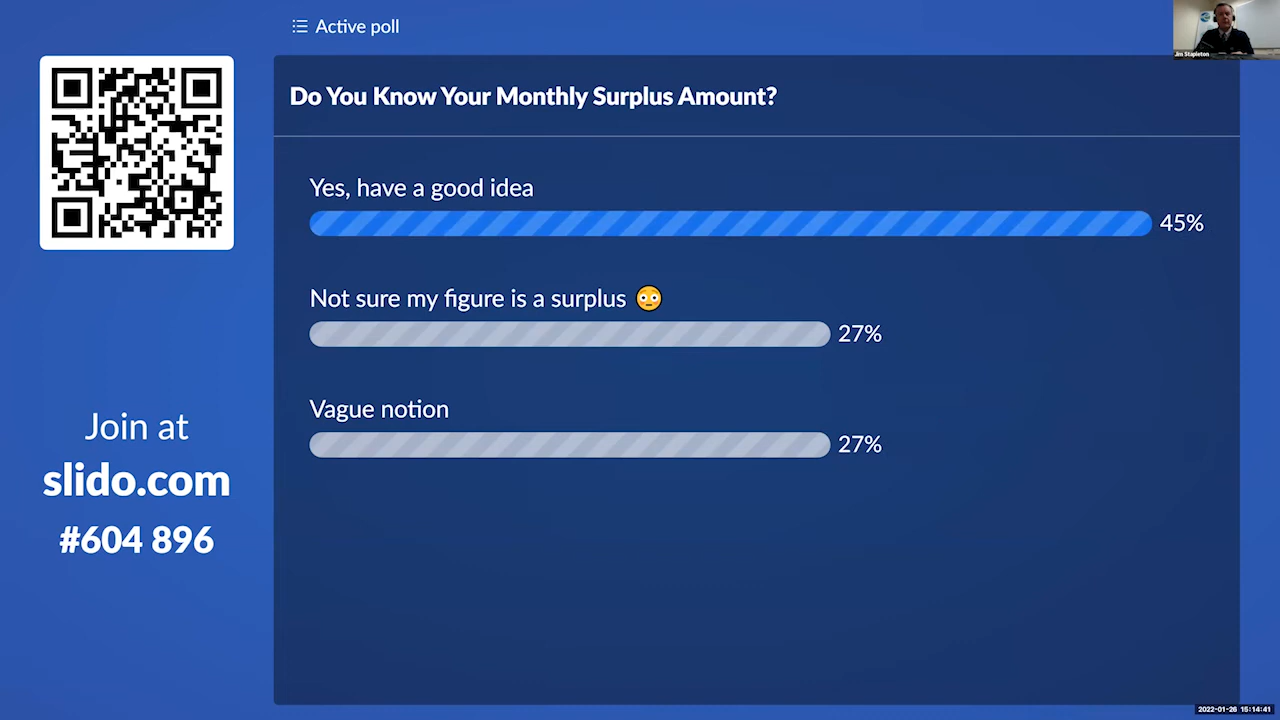 Active poll
Jim Stapleton
Do You Know Your Monthly Surplus Amount?
Yes, have a good idea
45%
Not sure my figure is a surplus 😳
27%
Vague notion
27%
Join at
slido.com
#604 896
2022-01-26 15:14:41